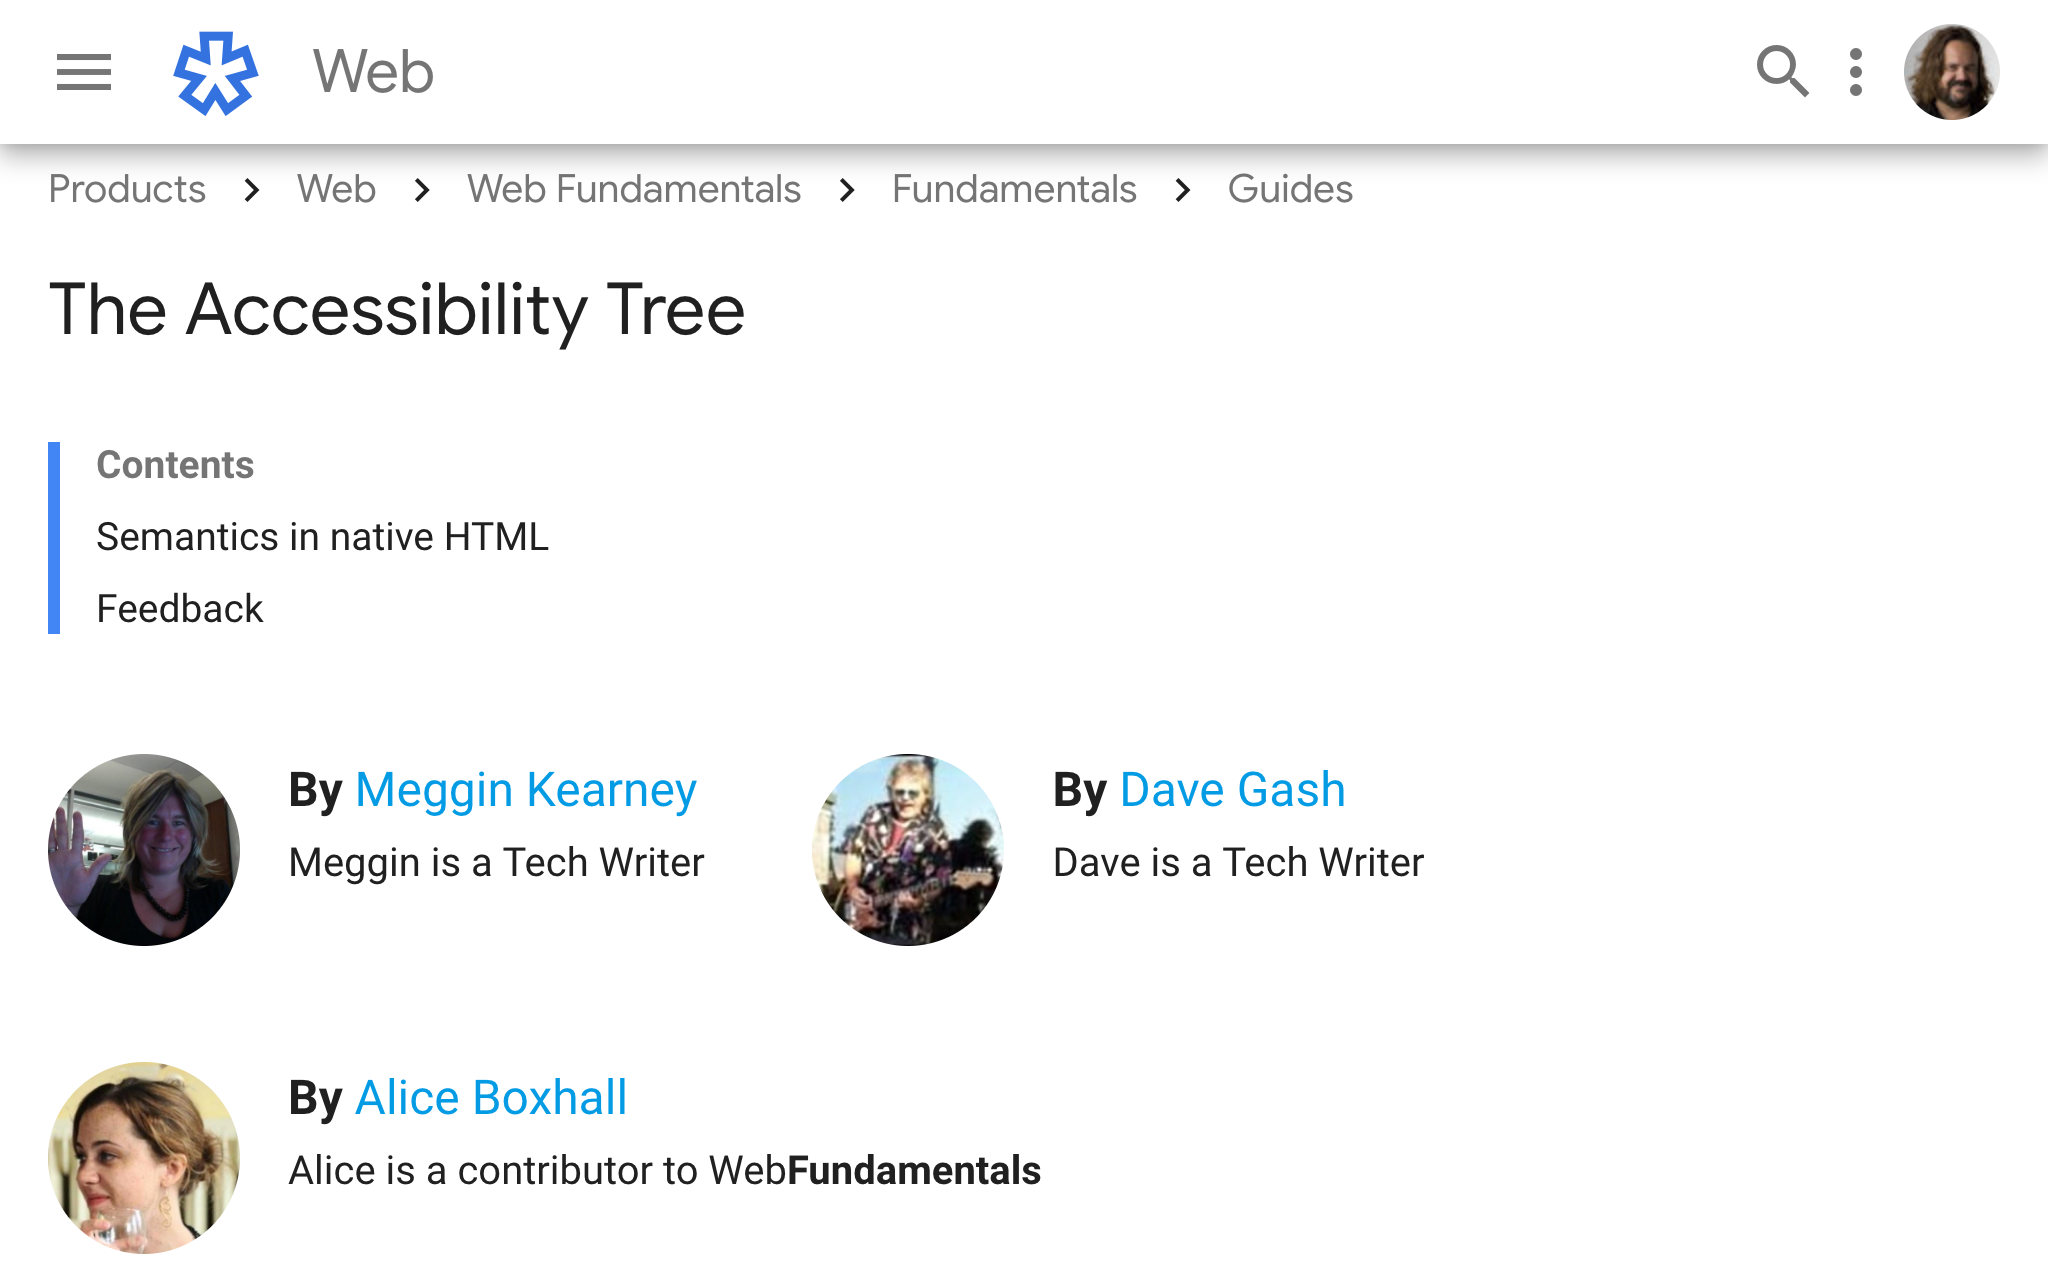 Web
Products > Web > Web Fundamentals > Fundamentals > Guides
The Accessibility Tree
Contents
Semantics in native HTML
Feedback
By Meggin Kearney
Meggin is a Tech Writer
By Dave Gash
Dave is a Tech Writer
By Alice Boxhall
Alice is a contributor to WebFundamentals